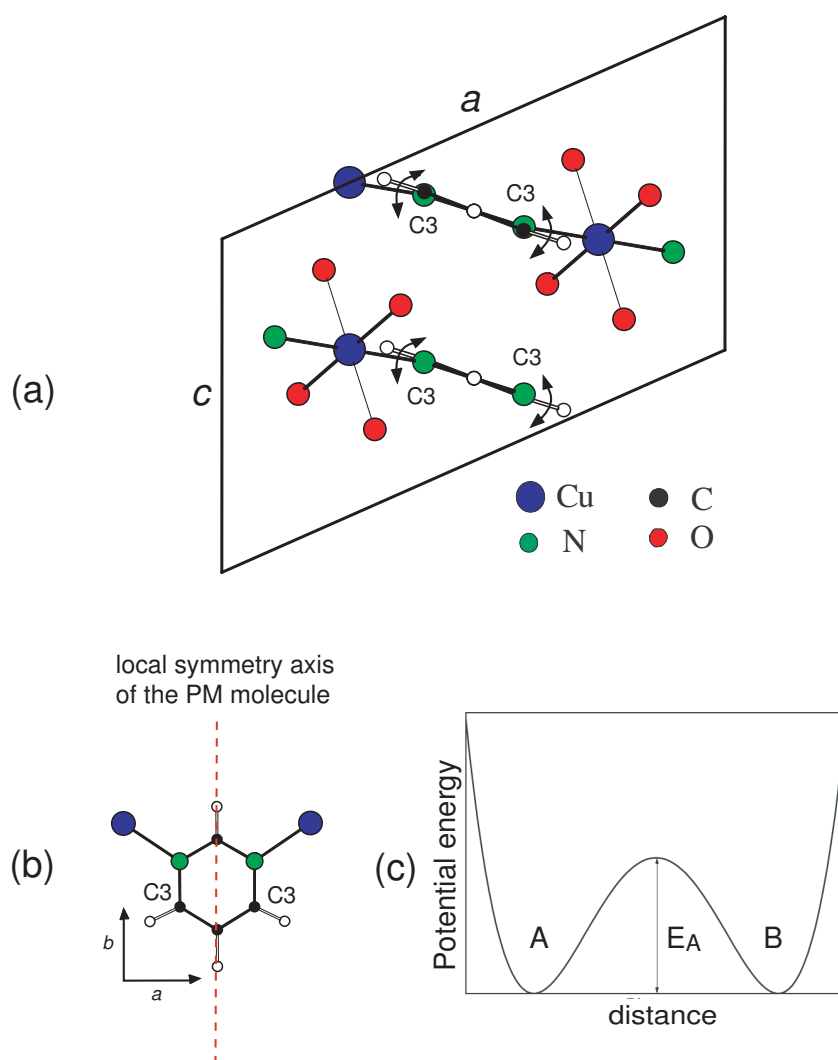 a
C3
C3
C3
C3
(a)
c
Cu
C
N
O
local symmetry axis
of the PM molecule
(b)
C3
C3
b
a
(c)
Potential energy
A
EA
B
distance